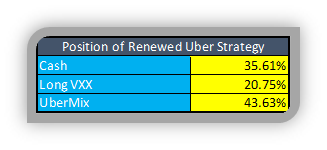 Position of Renewed Uber Strategy
Cash 35.61%
Long VXX 20.75%
UberMix 43.63%